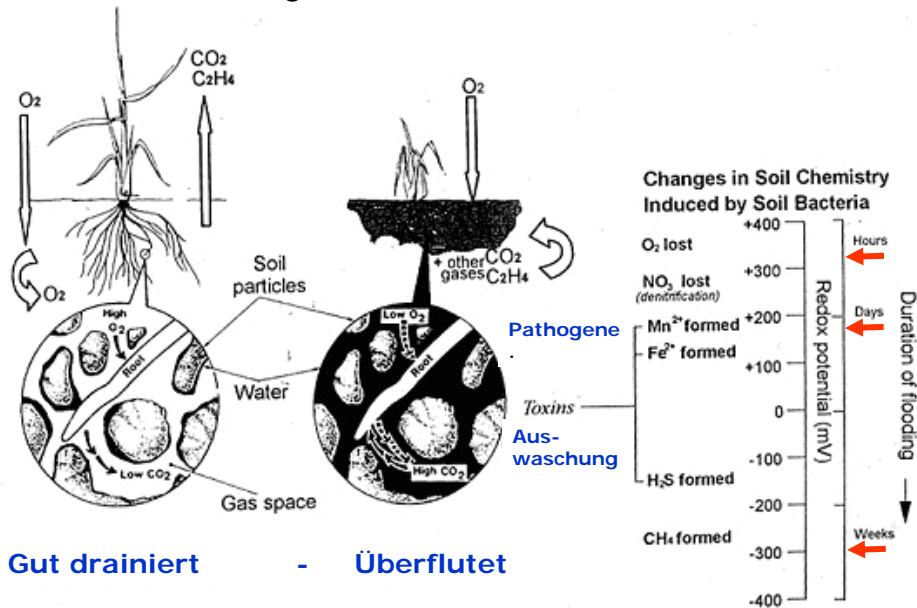 CO₂
C₂H₄
O₂
O₂
O₂
+ other
gases
CO₂
C₂H₄
Soil
particles
Water
Gas space
High
O₂
Root
Low CO₂
Low O₂
Root
High CO₂
Pathogene
Toxins
Aus-
waschung
Changes in Soil Chemistry
Induced by Soil Bacteria
O₂ lost
NO₃ lost
(denitrification)
Mn²⁺formed
Fe²⁺ formed
H₂S formed
CH₄ formed
+400
+300
+200
+100
0
-100
-200
-300
-400
Redox potential (mV)
Hours
Days
Weeks
Duration of flooding
Gut drainiert - Überflutet